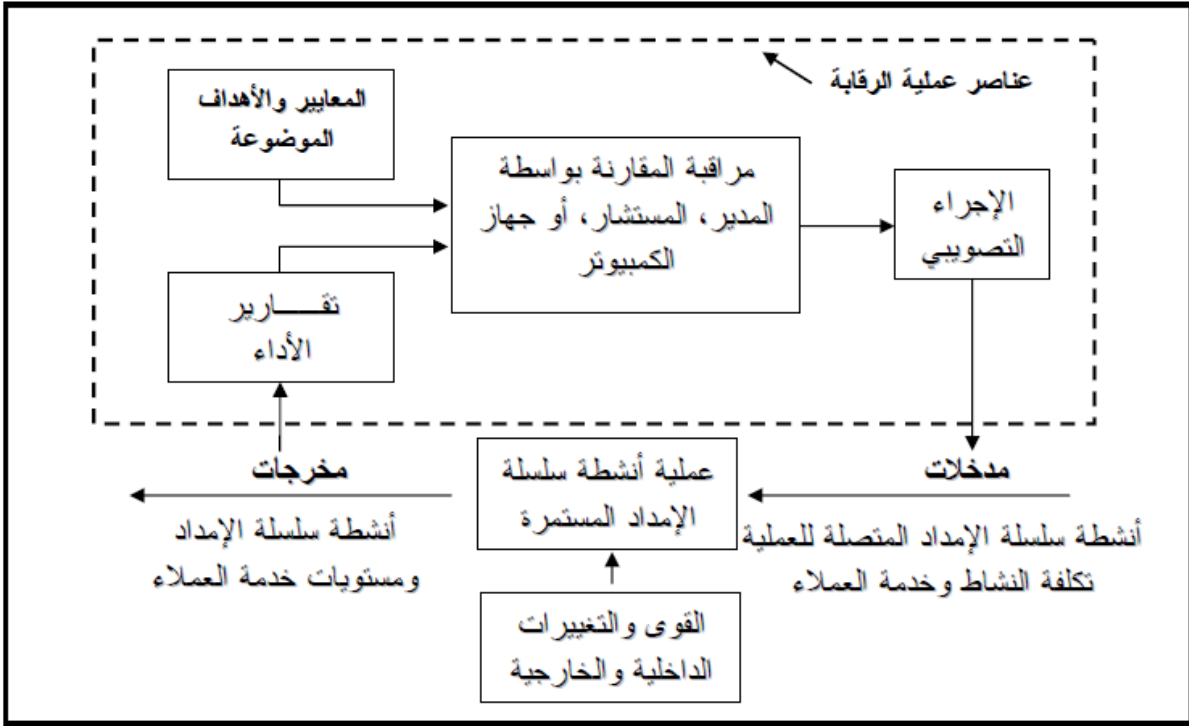 عناصر عملية الرقابة
المعايير والأهداف
الموضوعة
مراقبة المقارنة بواسطة
المدير، المستشار، أو جهاز
الكمبيوتر
الإجراء
التصويبي
تقـــــارير
الأداء
مدخلات
أنشطة سلسلة الإمداد المتصلة للعملية
تكلفة النشاط وخدمة العملاء
عملية أنشطة سلسلة
الإمداد المستمرة
مخرجات
أنشطة سلسلة الإمداد
ومستويات خدمة العملاء
القوى والتغييرات
الداخلية والخارجية